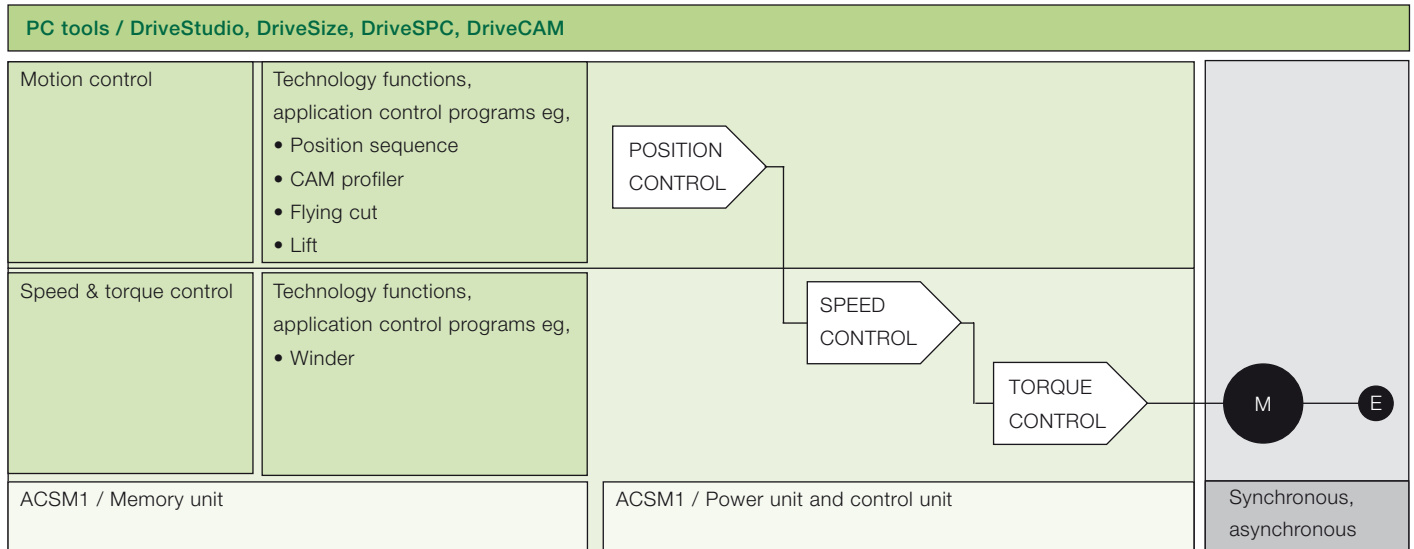 PC tools / DriveStudio, DriveSize, DriveSPC, DriveCAM
Motion control
Technology functions,
application control programs eg,
• Position sequence
• CAM profiler
• Flying cut
• Lift
POSITION
CONTROL
Speed & torque control
Technology functions,
application control programs eg,
• Winder
SPEED
CONTROL
TORQUE
CONTROL
M
E
ACSM1 / Memory unit
ACSM1 / Power unit and control unit
Synchronous,
asynchronous